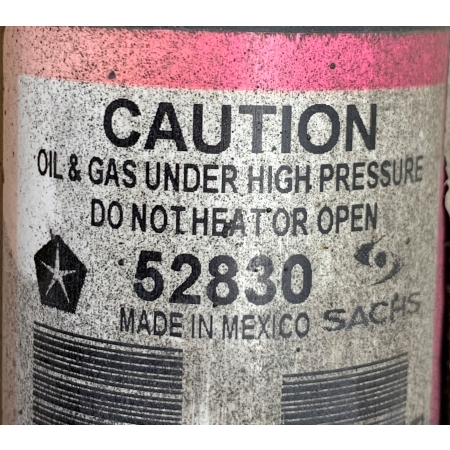 CAUTION
OIL & GAS UNDER HIGH PRESSURE
DO NOT HEAT OR OPEN
52830
MADE IN MEXICO SACHS